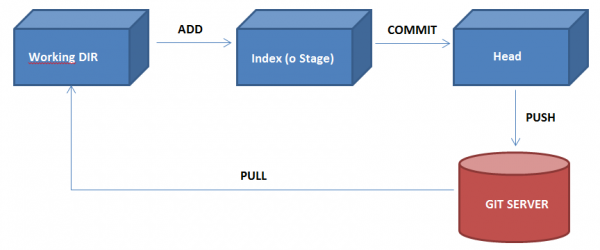 Working DIR
ADD
Index (o Stage)
COMMIT
Head
PUSH
PULL
GIT SERVER